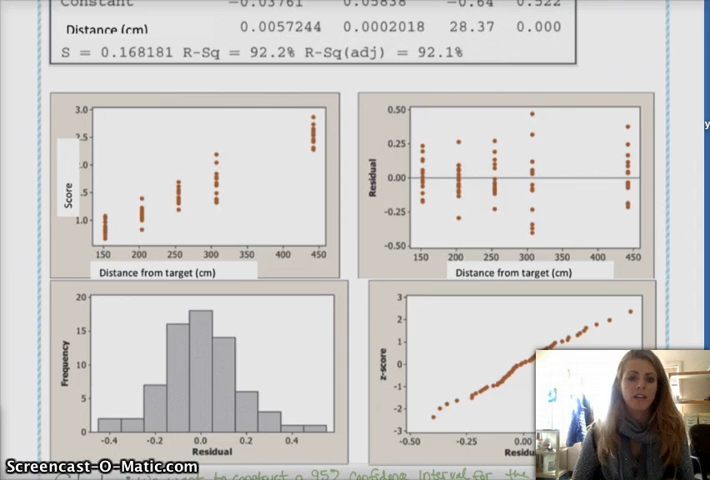 Constant -0.03761 0.05838 -0.64 0.522
Distance (cm) 0.0057244 0.0002018 28.37 0.000
S = 0.168181 R-Sq = 92.2% R-Sq(adj) = 92.1%
3.0
2.5
2.0
1.5
1.0
Score
150 200 250 300 350 400 450
Distance from target (cm)
0.50
0.25
0.00
-0.25
-0.50
Residual
150 200 250 300 350 400 450
Distance from target (cm)
20
15
10
5
0
Frequency
-0.4 -0.2 0.0 0.2 0.4
Residual
3
2
1
0
-1
-2
-3
z-score
-0.50 -0.25 0.00
Residu
Screencast-O-Matic.com
to construct a 95% confidence interval for the